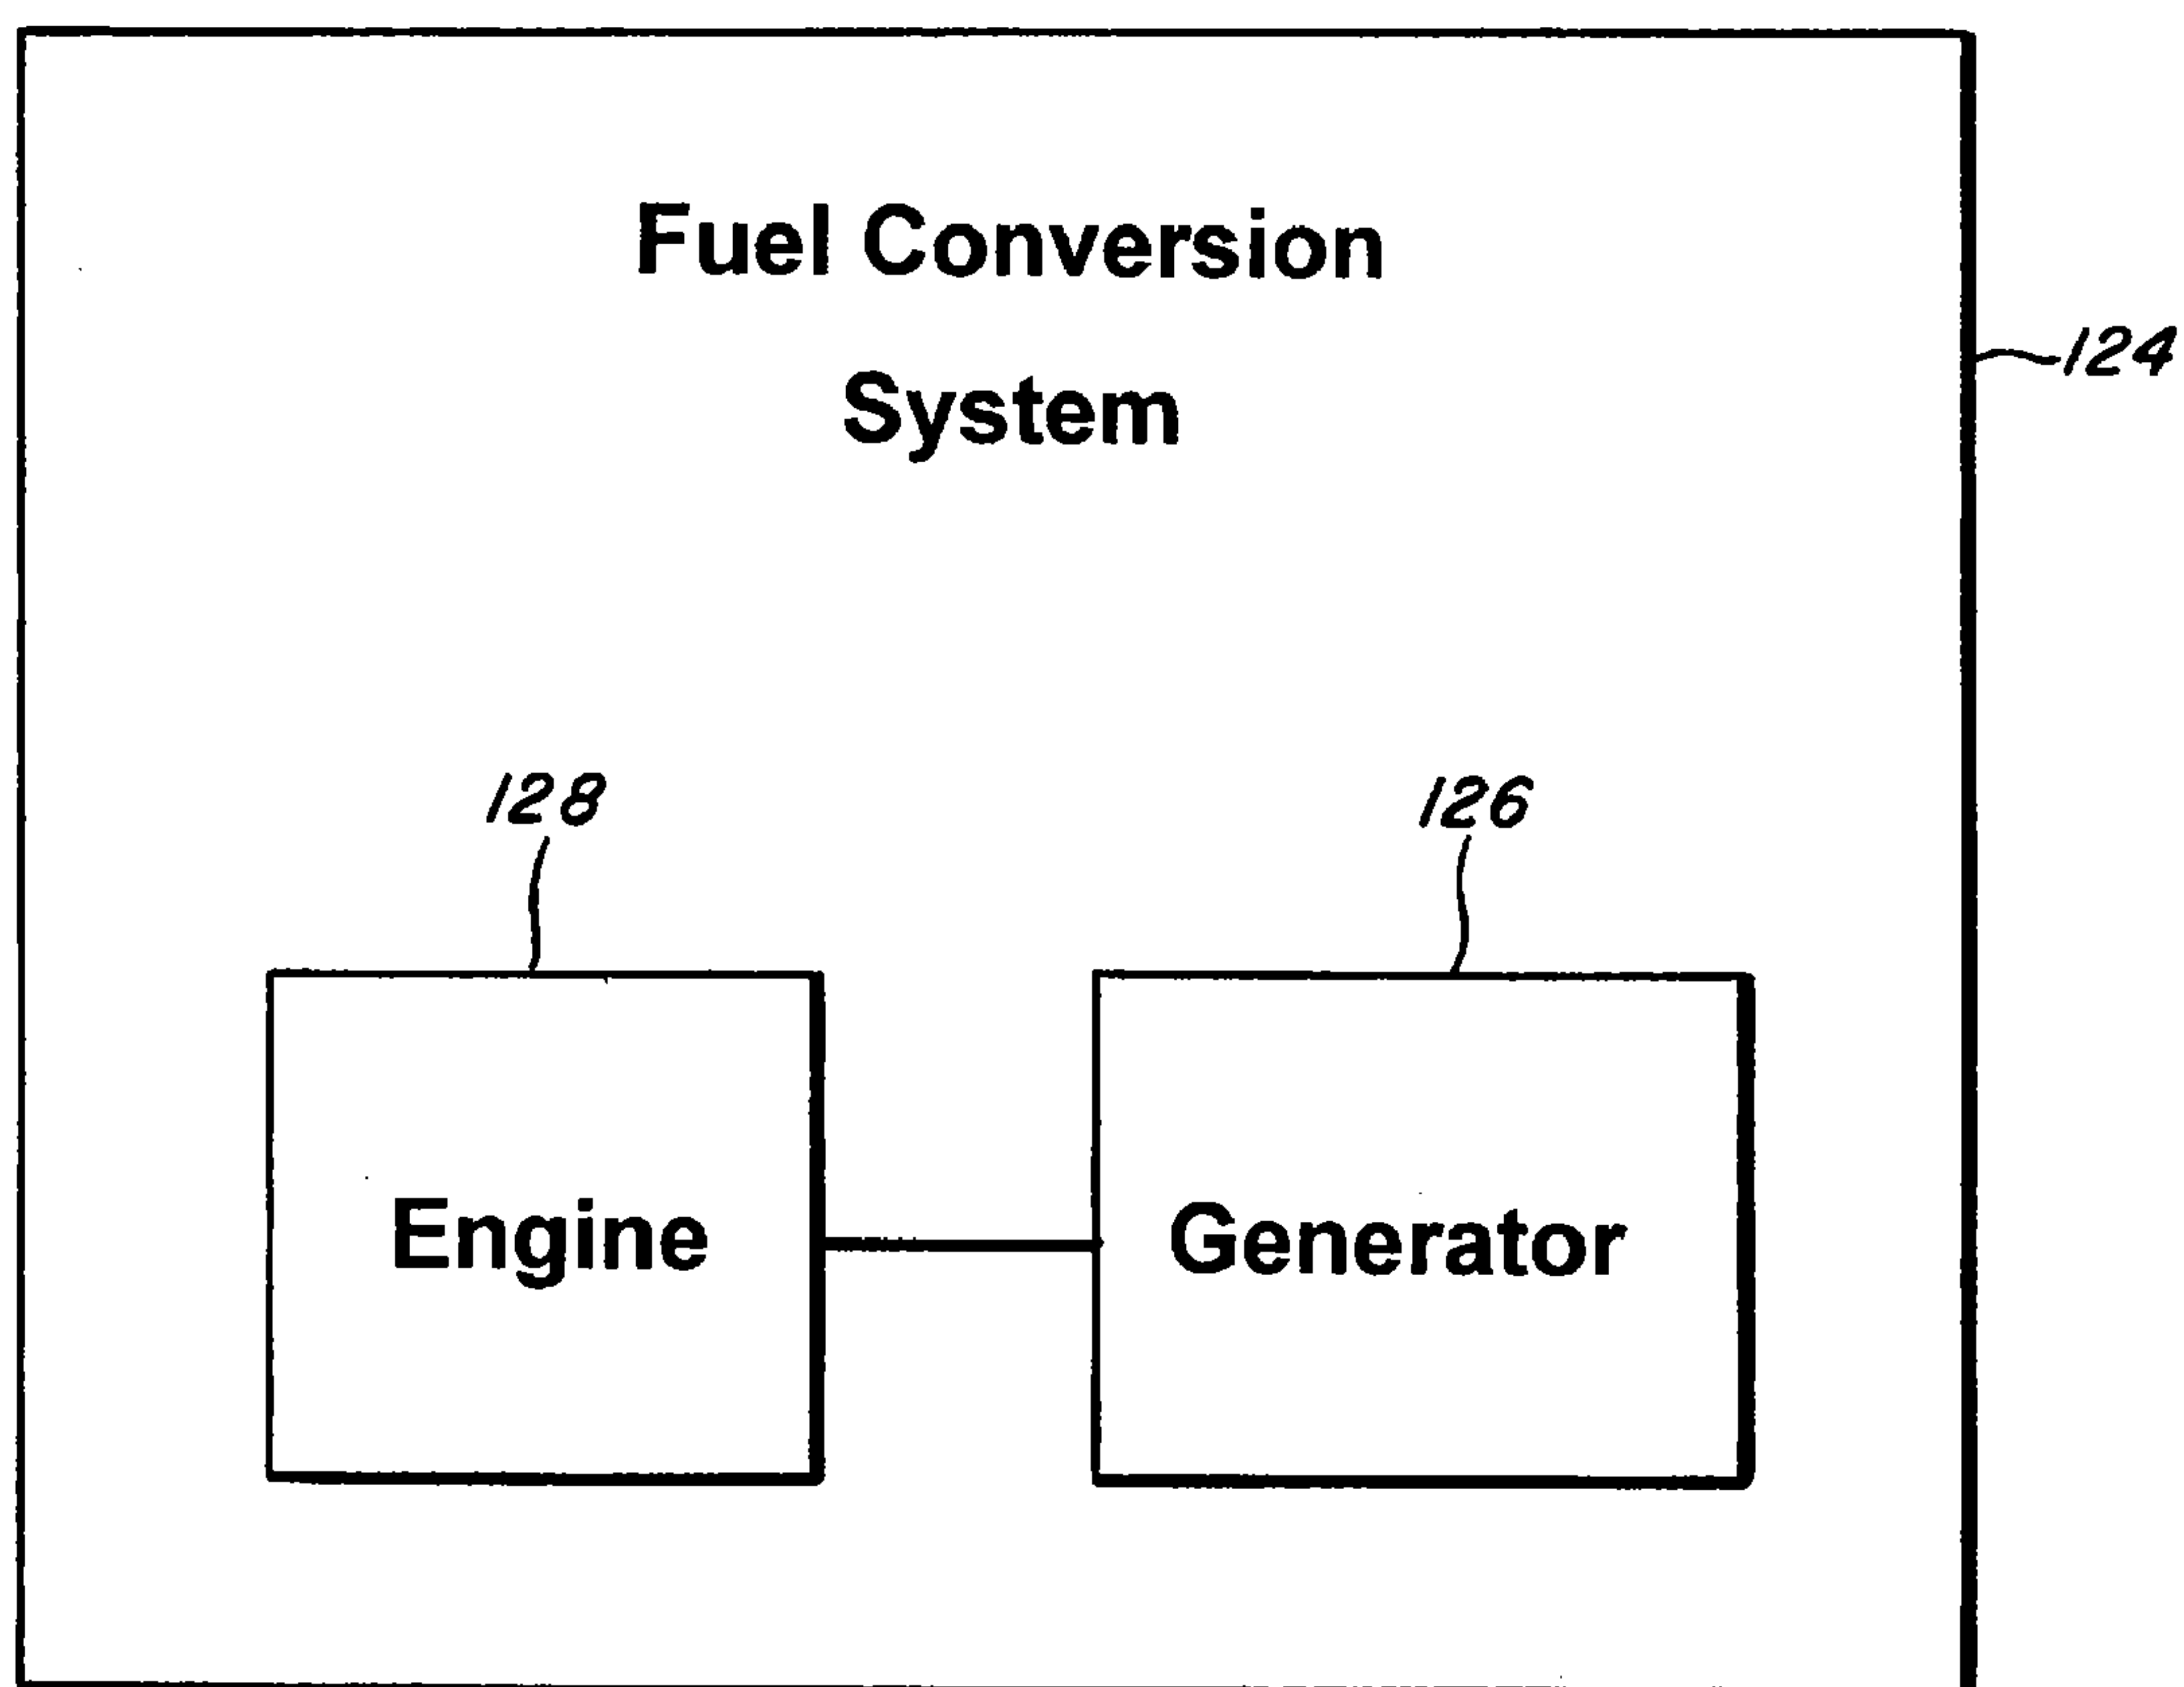 Fuel Conversion
System
124
128
126
Engine
Generator